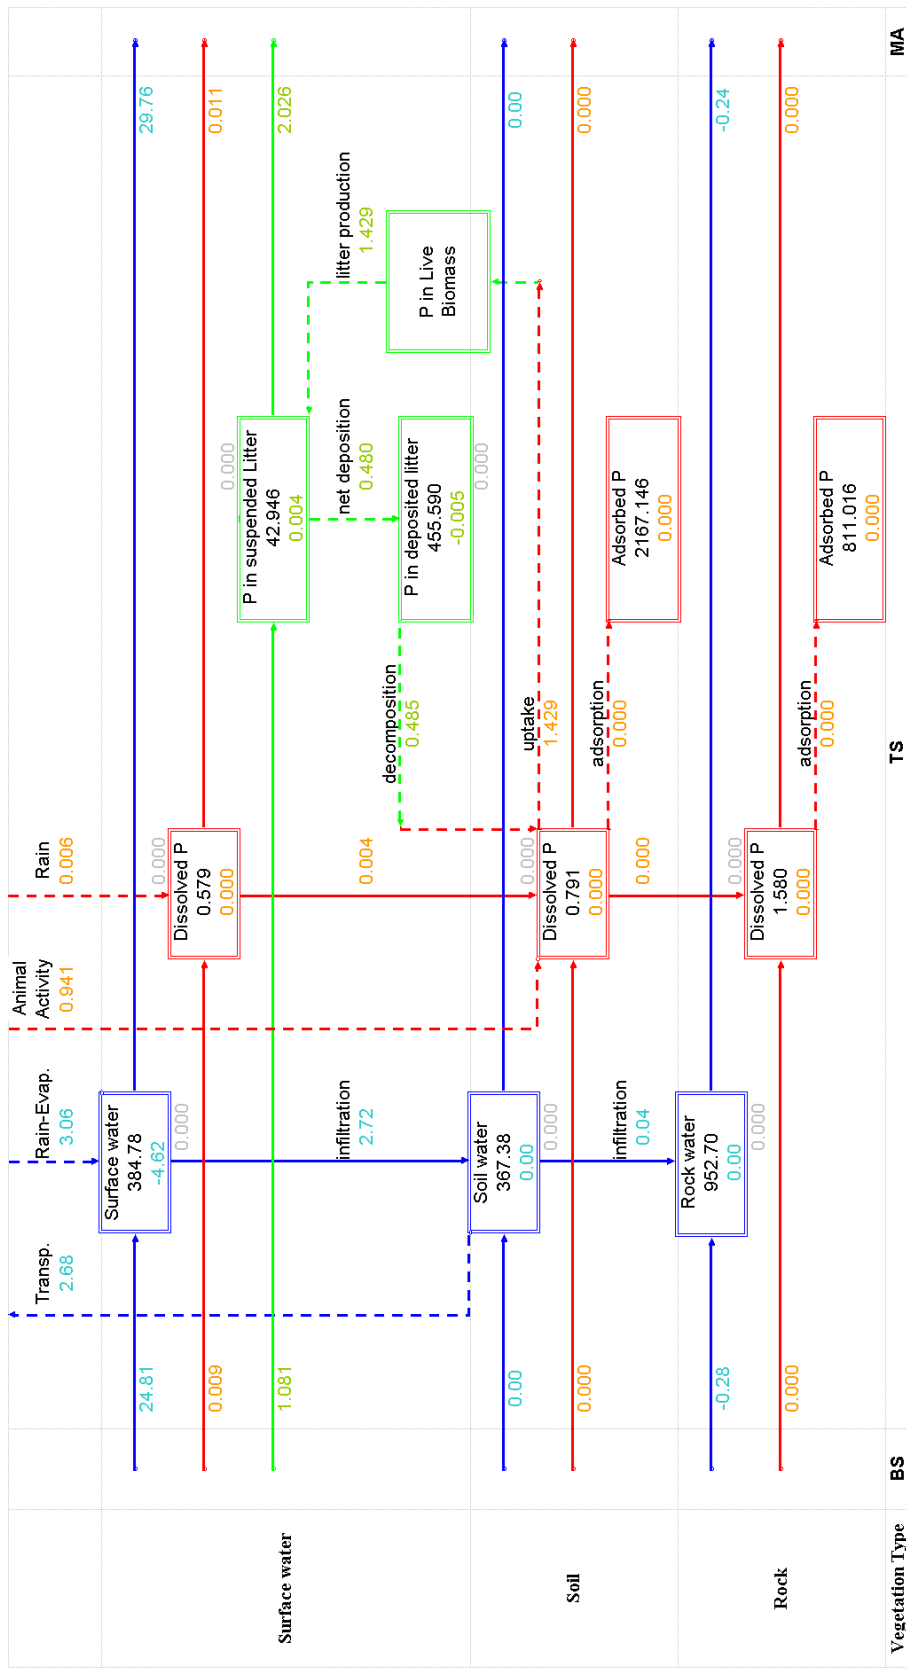 Transp.
2.68
Rain-Evap.
3.06
Animal
Activity
0.941
Rain
0.006
Surface water
24.81
Surface water
384.78
-4.62
0.000
29.76
0.009
Dissolved P
0.579
0.000
0.000
0.011
1.081
P in suspended Litter
42.946
0.004
0.000
2.026
infiltration
2.72
0.004
net deposition
0.480
litter production
1.429
decomposition
0.485
P in deposited litter
455.590
-0.005
0.000
P in Live
Biomass
Soil
0.00
Soil water
367.38
0.00
0.000
0.00
0.000
Dissolved P
0.791
0.000
0.000
uptake
1.429
0.000
infiltration
0.04
0.000
adsorption
0.000
Adsorbed P
2167.146
0.000
Rock
-0.28
Rock water
952.70
0.00
0.000
-0.24
0.000
Dissolved P
1.580
0.000
0.000
0.000
adsorption
0.000
Adsorbed P
811.016
0.000
Vegetation Type
BS
TS
MA